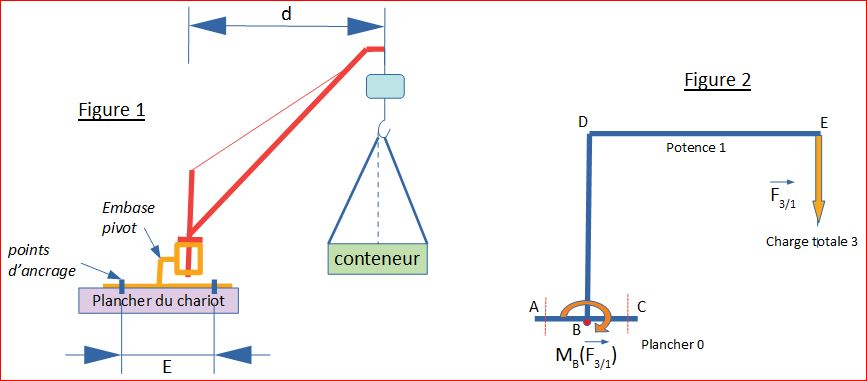 d
Figure 1
Embase
pivot
points
d'ancrage
conteneur
Plancher du chariot
E
Figure 2
D
E
Potence 1
F3/1
Charge totale 3
A
C
B
Plancher 0
MB(F3/1)